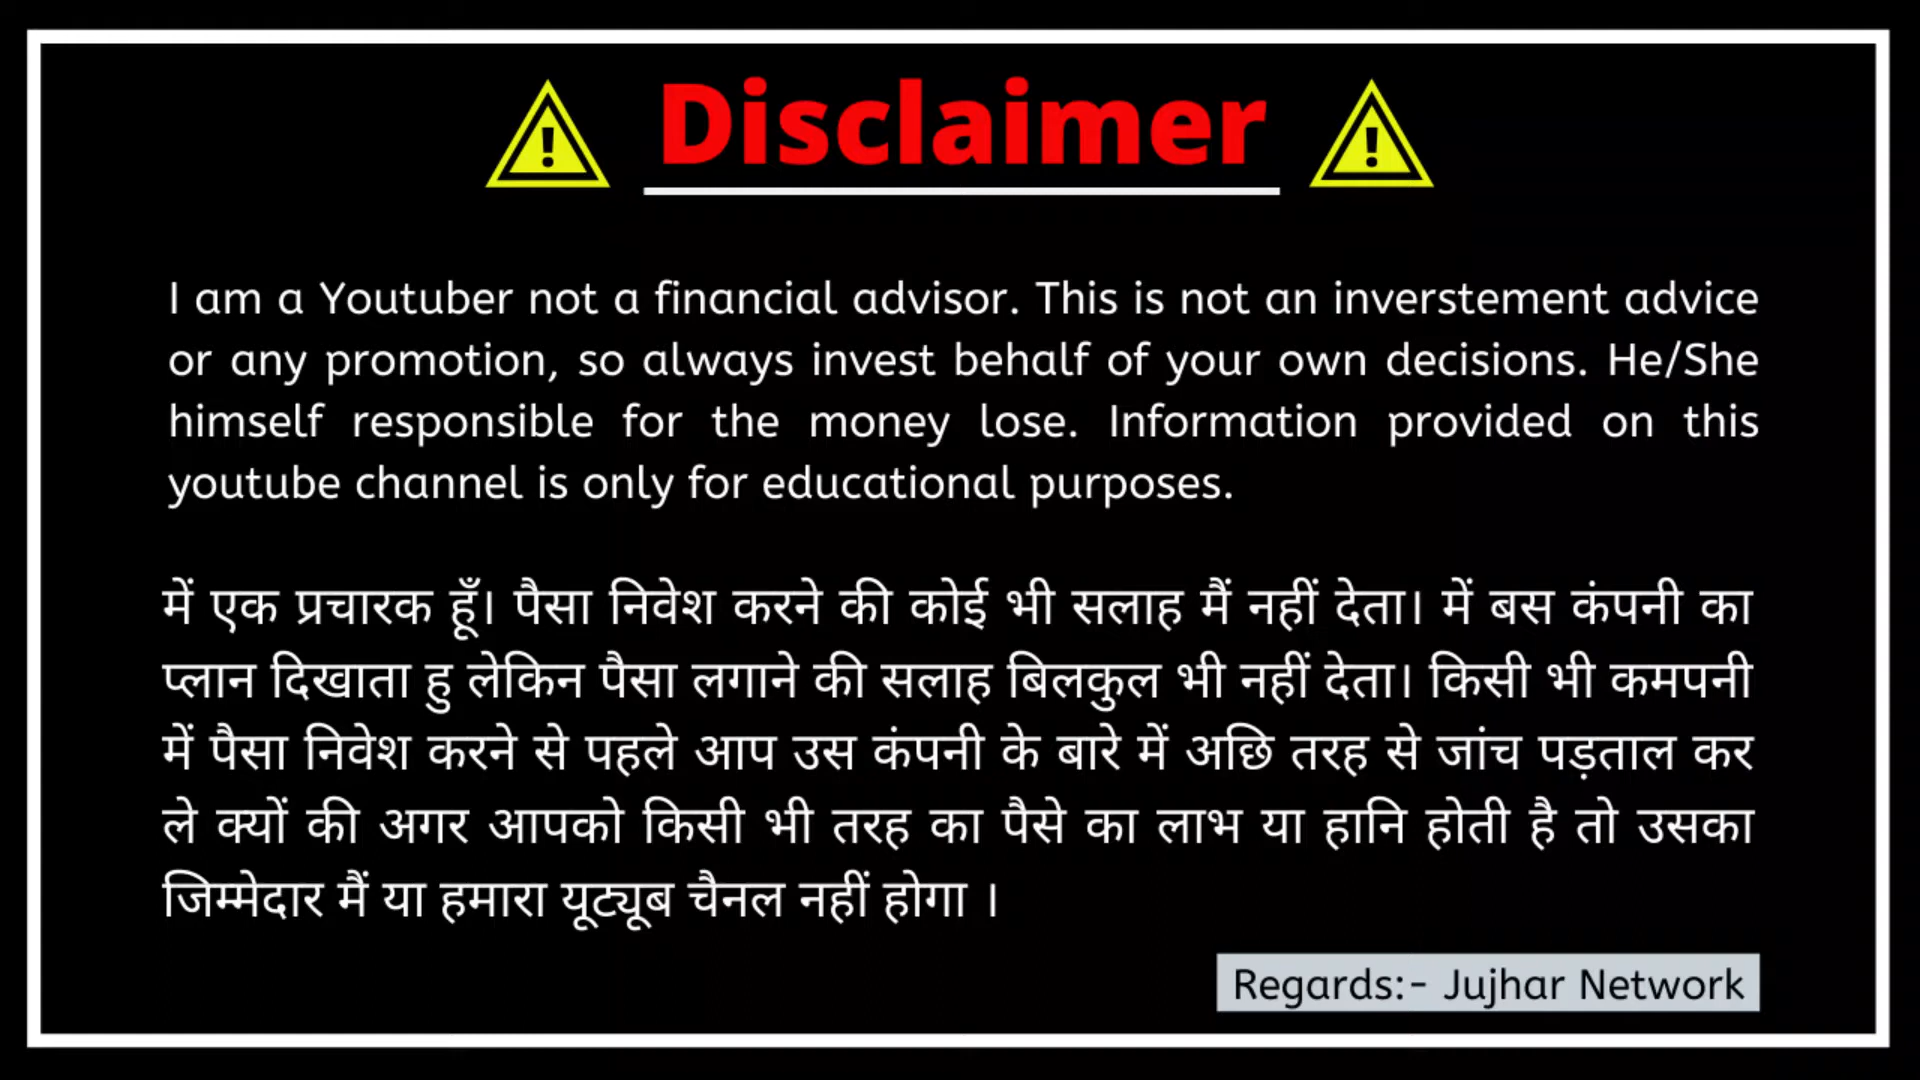 Disclaimer
I am a Youtuber not a financial advisor. This is not an inverstement advice
or any promotion, so always invest behalf of your own decisions. He/She
himself responsible for the money lose. Information provided on this
youtube channel is only for educational purposes.
में एक प्रचारक हूँ। पैसा निवेश करने की कोई भी सलाह मैं नहीं देता। में बस कंपनी का
प्लान दिखाता हु लेकिन पैसा लगाने की सलाह बिलकुल भी नहीं देता। किसी भी कमपनी
में पैसा निवेश करने से पहले आप उस कंपनी के बारे में अछि तरह से जांच पड़ताल कर
ले क्यों की अगर आपको किसी भी तरह का पैसे का लाभ या हानि होती है तो उसका
जिम्मेदार मैं या हमारा यूट्यूब चैनल नहीं होगा ।
Regards:- Jujhar Network